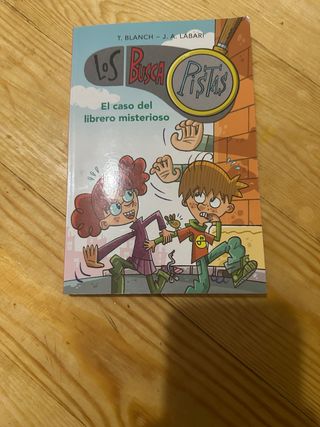 T. BLANCH – J. A. LABARI
LOS BUSCA PISTAS
El caso del
librero misterioso